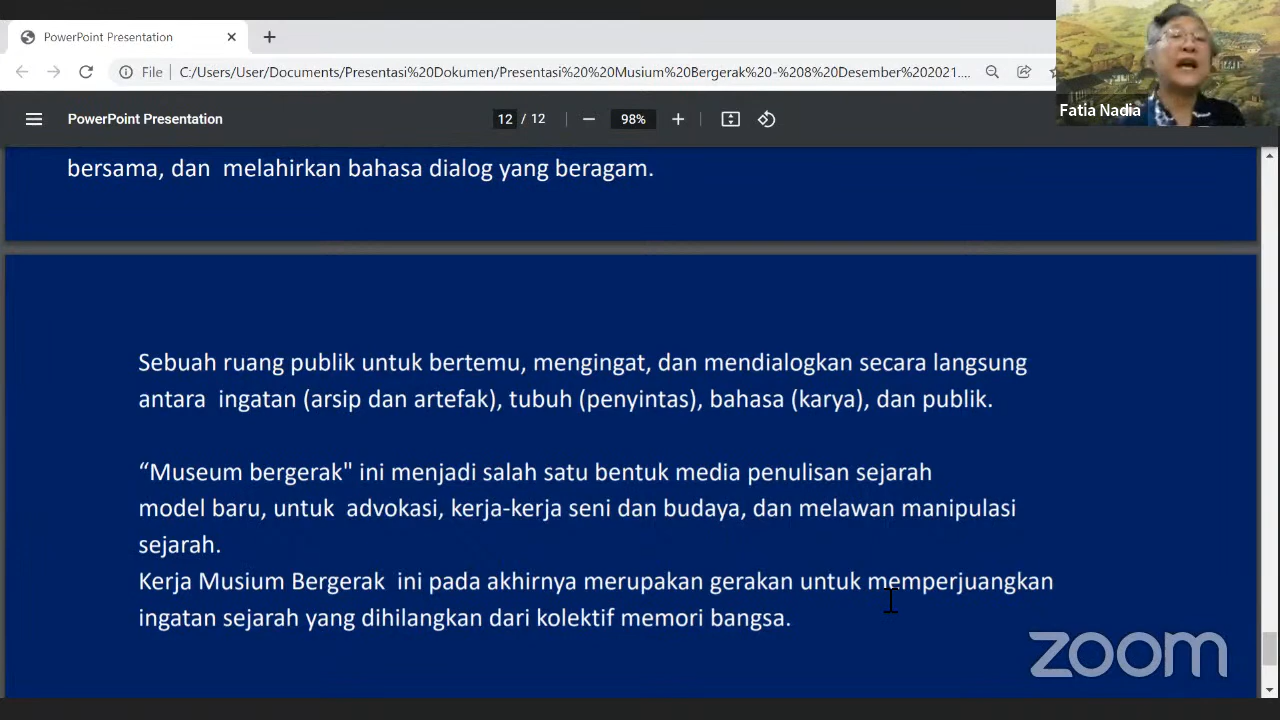 PowerPoint Presentation
File
C:/Users/User/Documents/Presentasi%20Dokumen/Presentasi%20%20Musium%20Bergerak%20-%208%20Desember%202021....
PowerPoint Presentation
12 / 12
98%
Fatia Nadia
bersama, dan melahirkan bahasa dialog yang beragam.
Sebuah ruang publik untuk bertemu, mengingat, dan mendialogkan secara langsung
antara ingatan (arsip dan artefak), tubuh (penyintas), bahasa (karya), dan publik.
“Museum bergerak" ini menjadi salah satu bentuk media penulisan sejarah
model baru, untuk advokasi, kerja-kerja seni dan budaya, dan melawan manipulasi
sejarah.
Kerja Musium Bergerak ini pada akhirnya merupakan gerakan untuk memperjuangkan
ingatan sejarah yang dihilangkan dari kolektif memori bangsa.
zoom